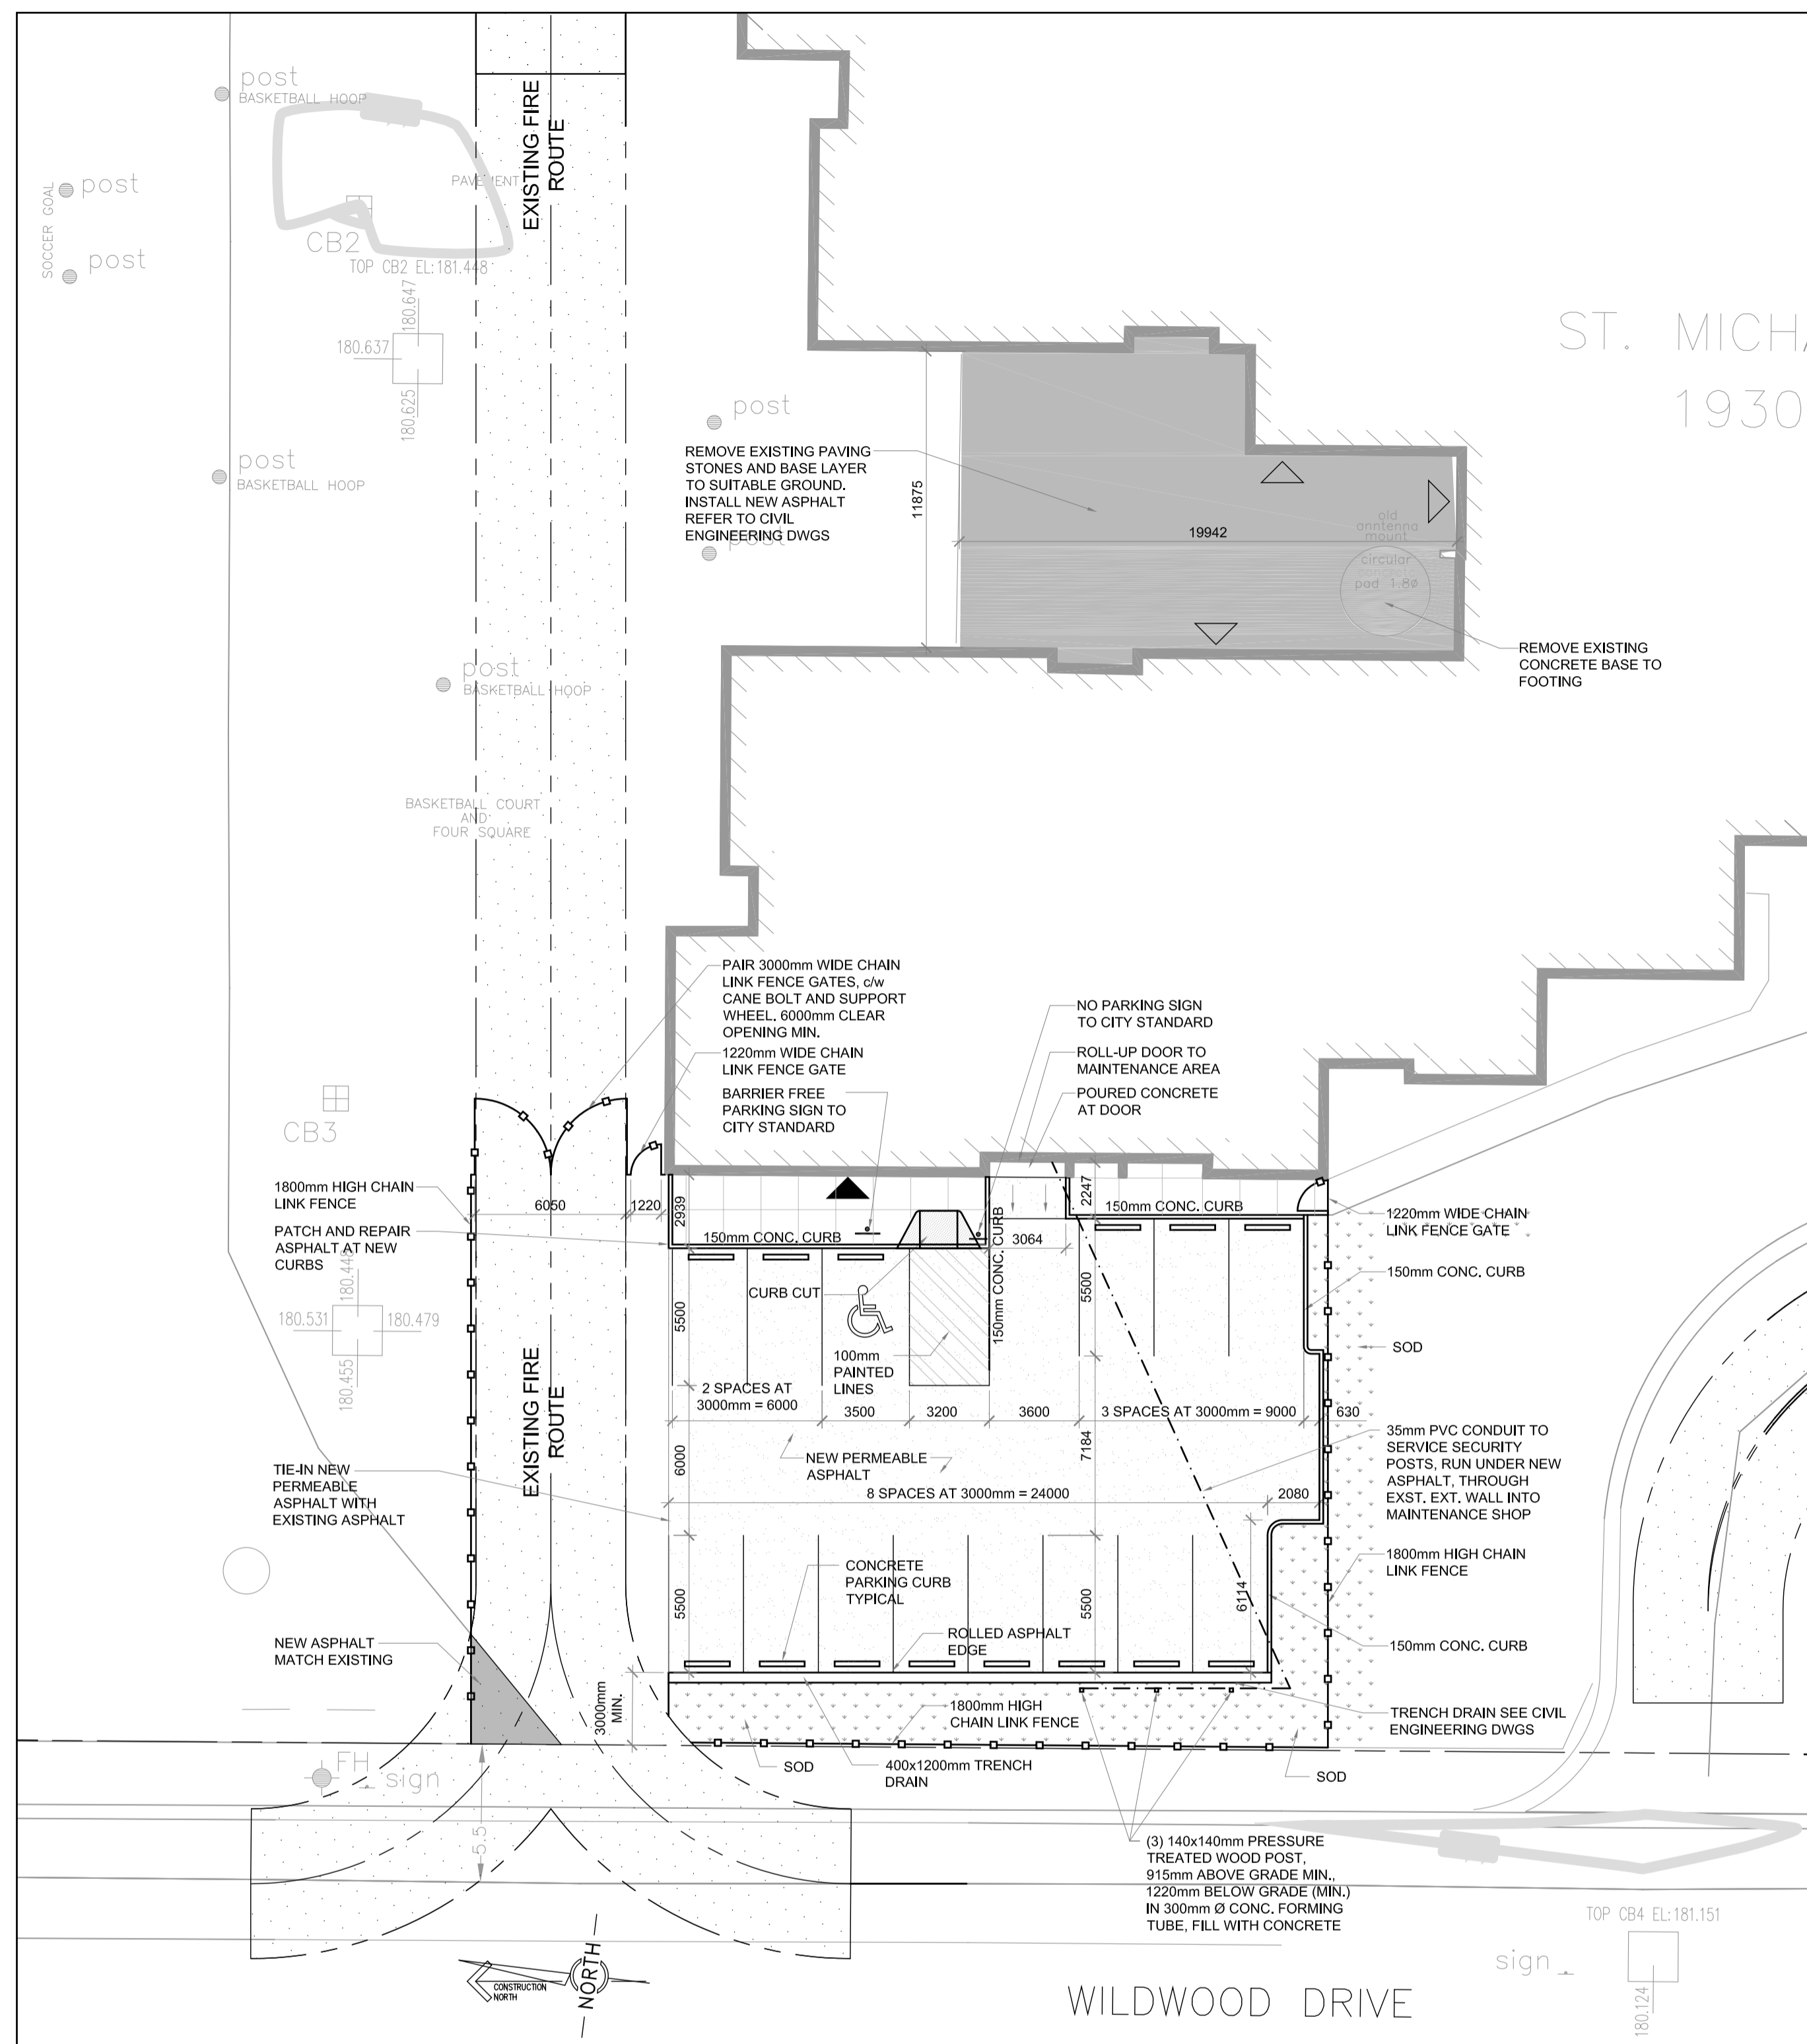 post
BASKETBALL HOOP
EXISTING FIRE
ROUTE
SOCCER GOAL
post
PAVEMENT
post
CB2
TOP CB2 EL:181.448
180.647
180.637
180.625
ST. MICHA
1930
post
post
BASKETBALL HOOP
REMOVE EXISTING PAVING
STONES AND BASE LAYER
TO SUITABLE GROUND.
INSTALL NEW ASPHALT
REFER TO CIVIL
ENGINEERING DWGS
post
11875
19942
old
anntenna
mount
circular
concrete
pad 1.8ø
REMOVE EXISTING
CONCRETE BASE TO
FOOTING
post
BASKETBALL HOOP
BASKETBALL COURT
AND
FOUR SQUARE
PAIR 3000mm WIDE CHAIN
LINK FENCE GATES, c/w
CANE BOLT AND SUPPORT
WHEEL. 6000mm CLEAR
OPENING MIN.
1220mm WIDE CHAIN
LINK FENCE GATE
BARRIER FREE
PARKING SIGN TO
CITY STANDARD
NO PARKING SIGN
TO CITY STANDARD
ROLL-UP DOOR TO
MAINTENANCE AREA
POURED CONCRETE
AT DOOR
CB3
1800mm HIGH CHAIN
LINK FENCE
6050
1220
2939
2247
150mm CONC. CURB
150mm CONC. CURB
3064
150mm CONC. CURB
1220mm WIDE CHAIN
LINK FENCE GATE
PATCH AND REPAIR
ASPHALT AT NEW
CURBS
150mm CONC. CURB
CURB CUT
5500
5500
180.448
180.531
180.479
180.455
100mm
PAINTED
LINES
SOD
EXISTING FIRE
ROUTE
2 SPACES AT
3000mm = 6000
3500
3200
3600
3 SPACES AT 3000mm = 9000
630
6000
7184
NEW PERMEABLE
ASPHALT
35mm PVC CONDUIT TO
SERVICE SECURITY
POSTS, RUN UNDER NEW
ASPHALT, THROUGH
EXST. EXT. WALL INTO
MAINTENANCE SHOP
TIE-IN NEW
PERMEABLE
ASPHALT WITH
EXISTING ASPHALT
8 SPACES AT 3000mm = 24000
2080
1800mm HIGH CHAIN
LINK FENCE
CONCRETE
PARKING CURB
TYPICAL
5500
5500
6114
ROLLED ASPHALT
EDGE
150mm CONC. CURB
NEW ASPHALT
MATCH EXISTING
3000mm
MIN.
1800mm HIGH
CHAIN LINK FENCE
TRENCH DRAIN SEE CIVIL
ENGINEERING DWGS
SOD
400x1200mm TRENCH
DRAIN
SOD
FH
sign
5.5
(3) 140x140mm PRESSURE
TREATED WOOD POST,
915mm ABOVE GRADE MIN.,
1220mm BELOW GRADE (MIN.)
IN 300mm Ø CONC. FORMING
TUBE, FILL WITH CONCRETE
TOP CB4 EL:181.151
sign
180.124
CONSTRUCTION
NORTH
NORTH
WILDWOOD DRIVE